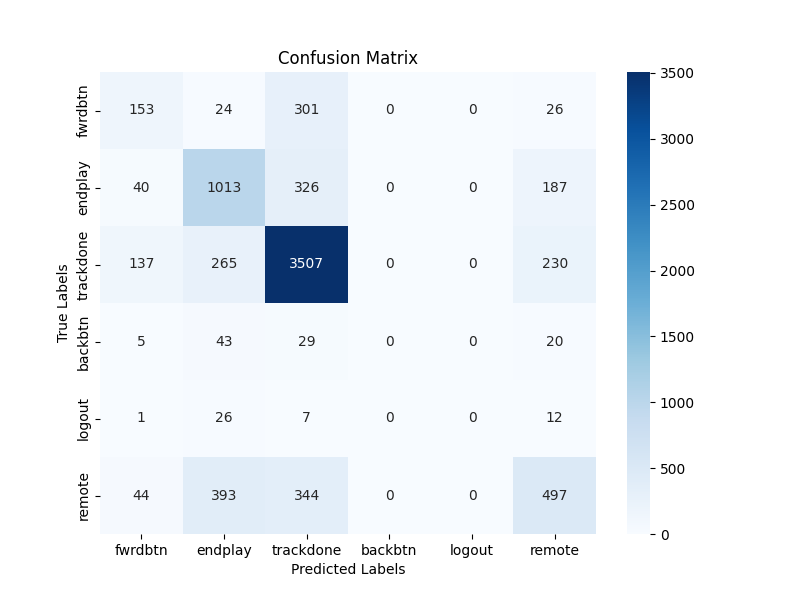 Confusion Matrix
True Labels
fwrdbtn 153 24 301 0 0 26
endplay 40 1013 326 0 0 187
trackdone 137 265 3507 0 0 230
backbtn 5 43 29 0 0 20
logout 1 26 7 0 0 12
remote 44 393 344 0 0 497
fwrdbtn endplay trackdone backbtn logout remote
Predicted Labels
3500
3000
2500
2000
1500
1000
500
0